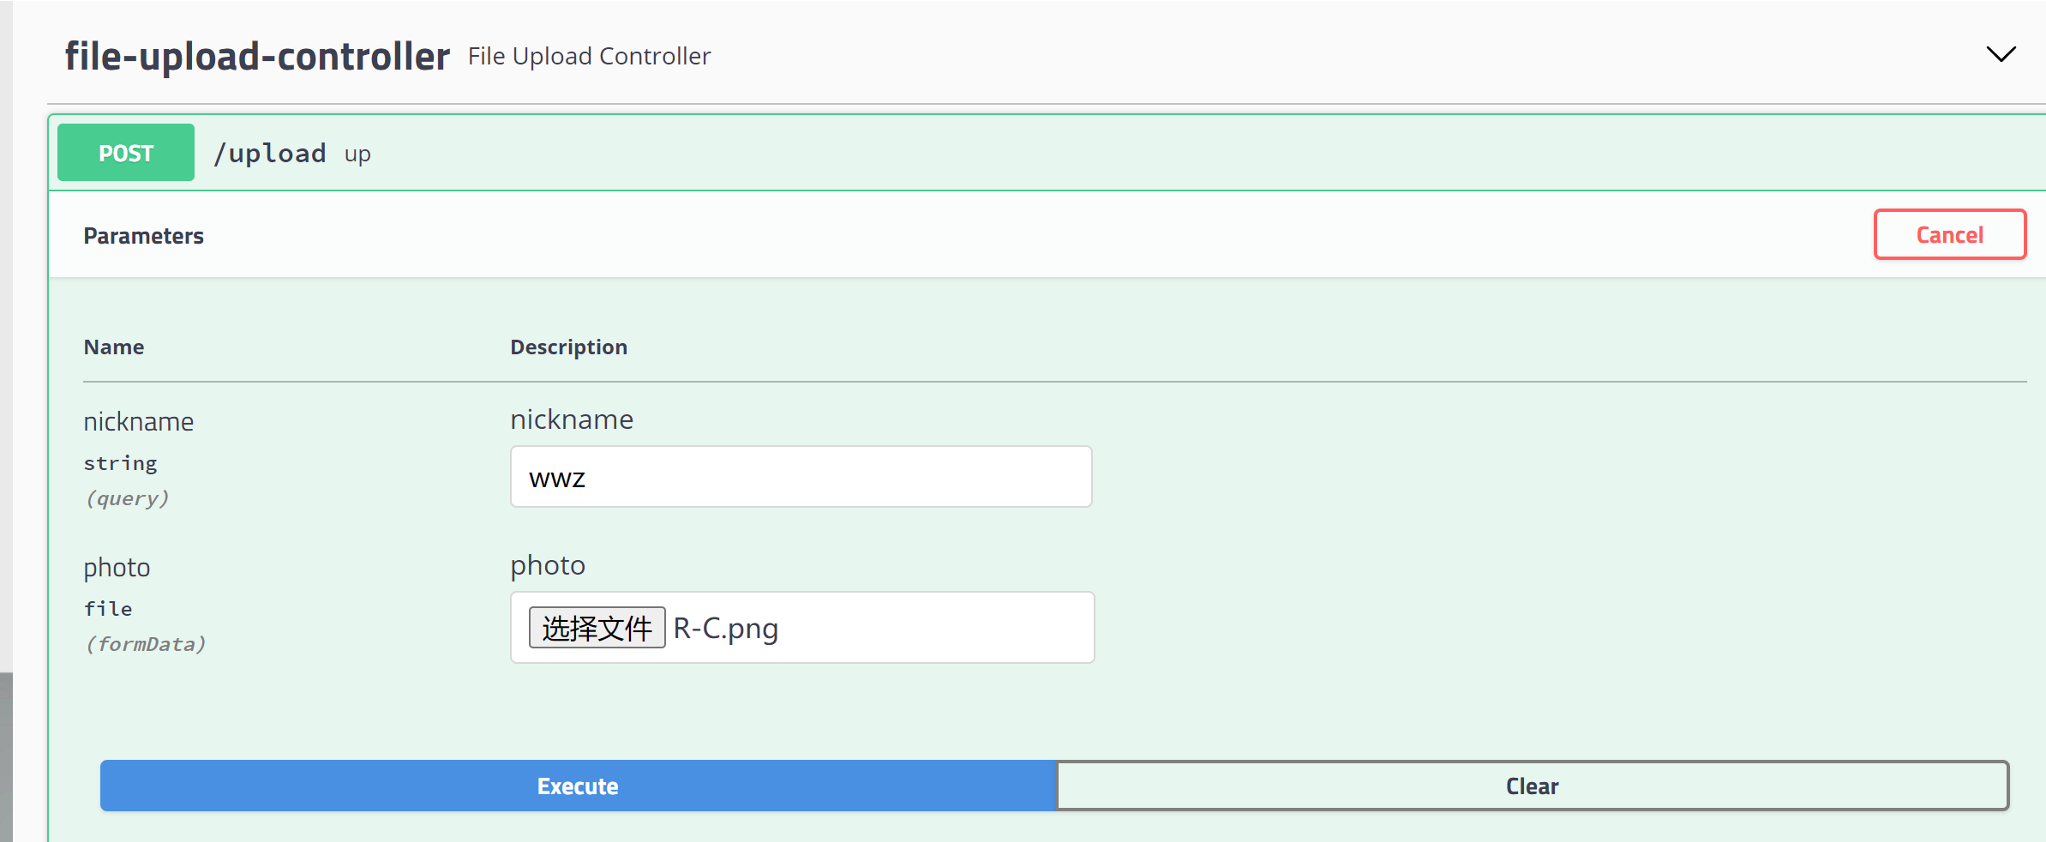 file-upload-controller File Upload Controller
POST /upload up
Parameters Cancel
Name Description
nickname nickname
string wwz
(query)
photo photo
file 选择文件 R-C.png
(formData)
Execute Clear